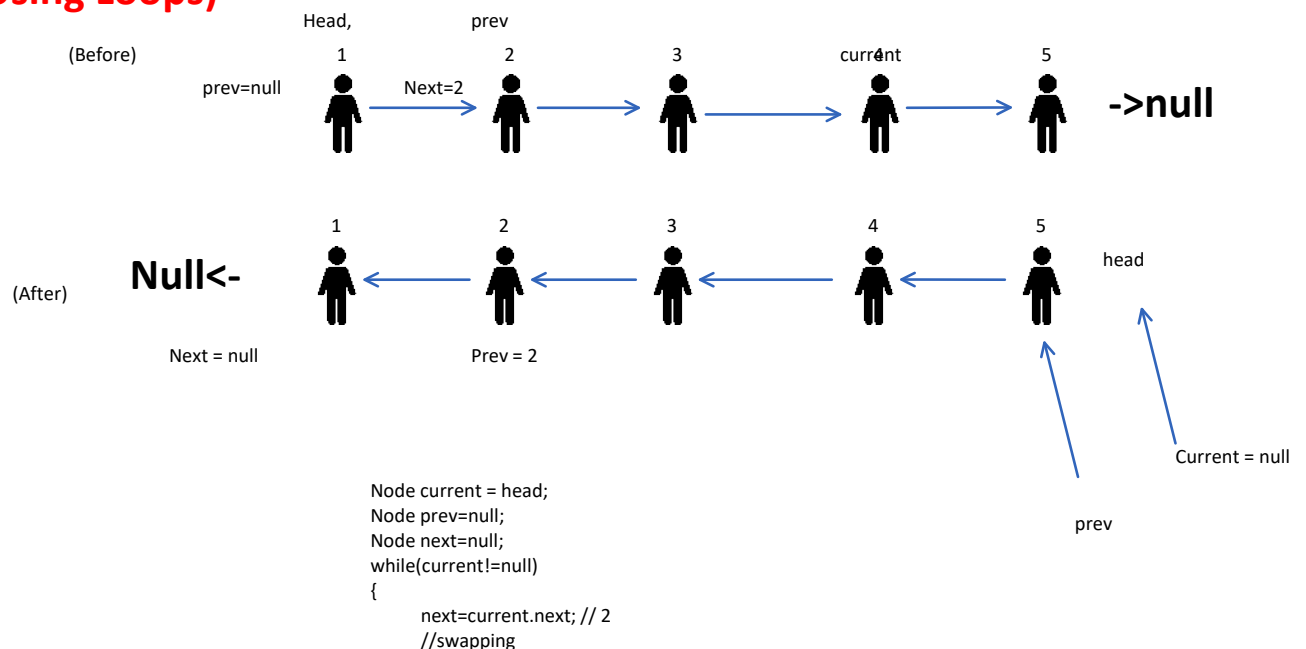 osing Loops)
Head, prev
(Before) 1 2 3 current 4 5
prev=null Next=2 ->null
1 2 3 4 5
Null<- head
(After)
Next = null Prev = 2
Current = null
prev
Node current = head;
Node prev=null;
Node next=null;
while(current!=null)
{
next=current.next; // 2
//swapping